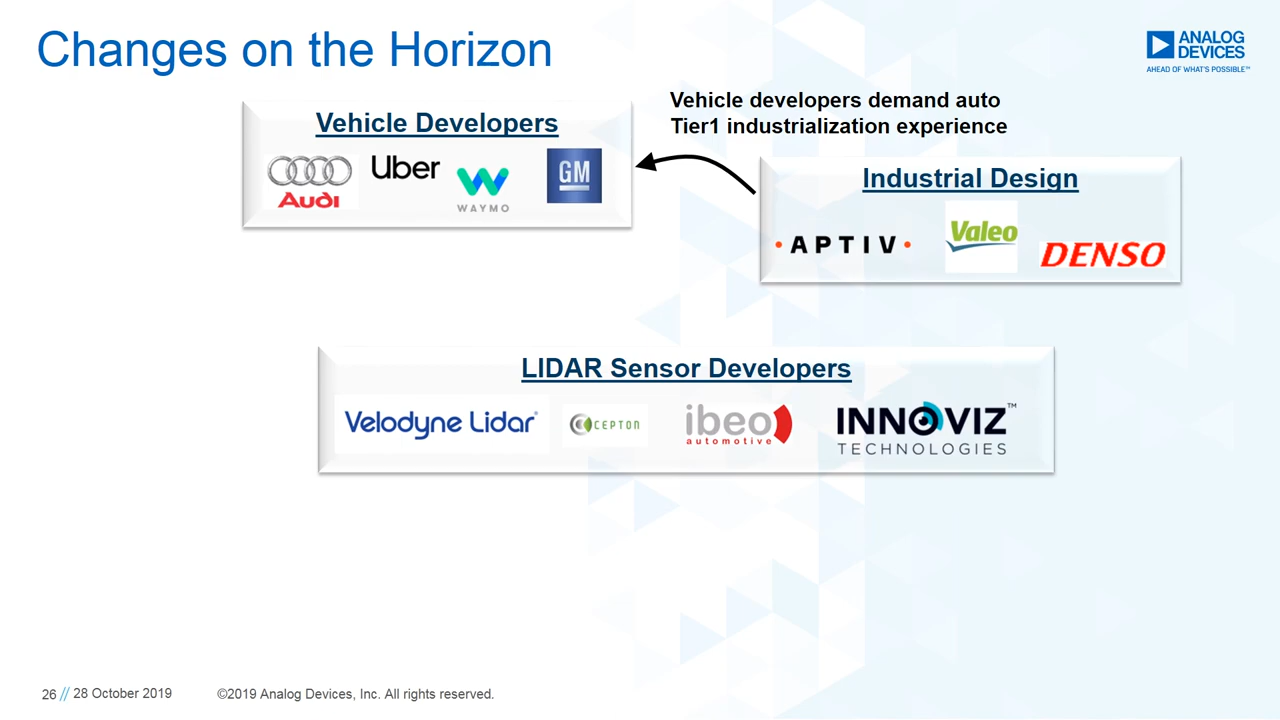 Changes on the Horizon
ANALOG
DEVICES
AHEAD OF WHAT'S POSSIBLE™
Vehicle developers demand auto
Tier1 industrialization experience
Vehicle Developers
Audi
Uber
WAYMO
GM
Industrial Design
• A P T I V •
Valeo
DENSO
LIDAR Sensor Developers
Velodyne Lidar®
CEPTON
ibeo
automotive
INNOVIZ™
TECHNOLOGIES
26 // 28 October 2019 ©2019 Analog Devices, Inc. All rights reserved.